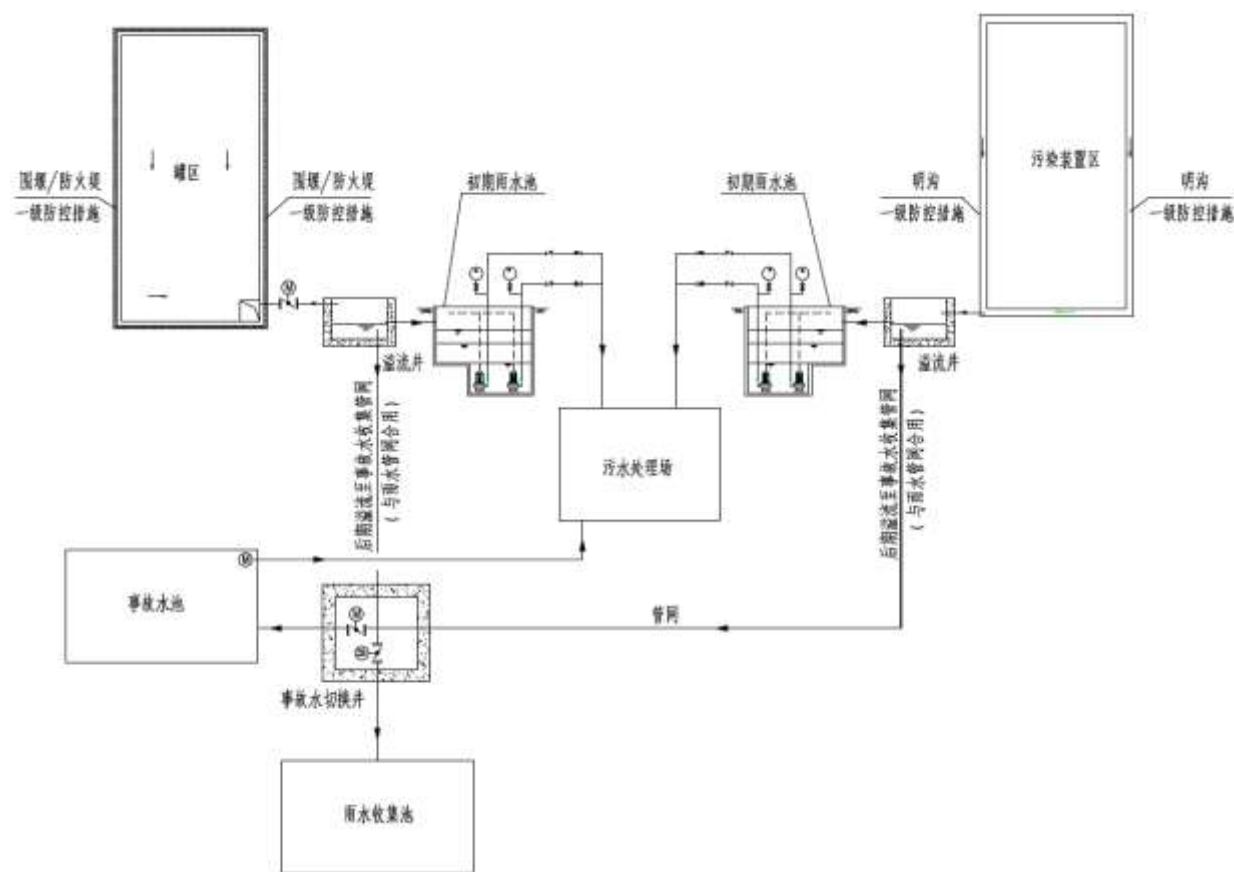 围堰/防火堤
一级防控措施
罐区
围堰/防火堤
一级防控措施
初期雨水池
初期雨水池
明沟
一级防控措施
污染装置区
明沟
一级防控措施
M
溢流井
溢流井
后期溢流至事故水收集管网
(与雨水管网合用)
后期溢流至事故水收集管网
(与雨水管网合用)
污水处理场
M
事故水池
M
M
管网
事故水切换井
雨水收集池